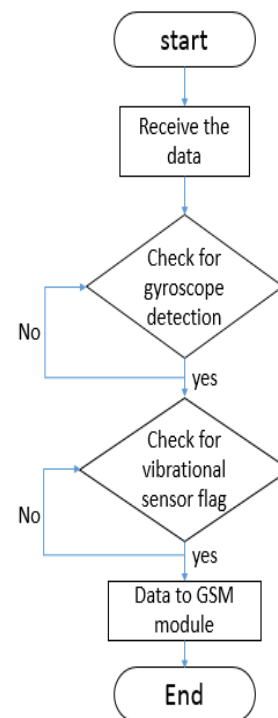 start
Receive the
data
Check for
gyroscope
detection
No
yes
Check for
vibrational
sensor flag
No
yes
Data to GSM
module
End